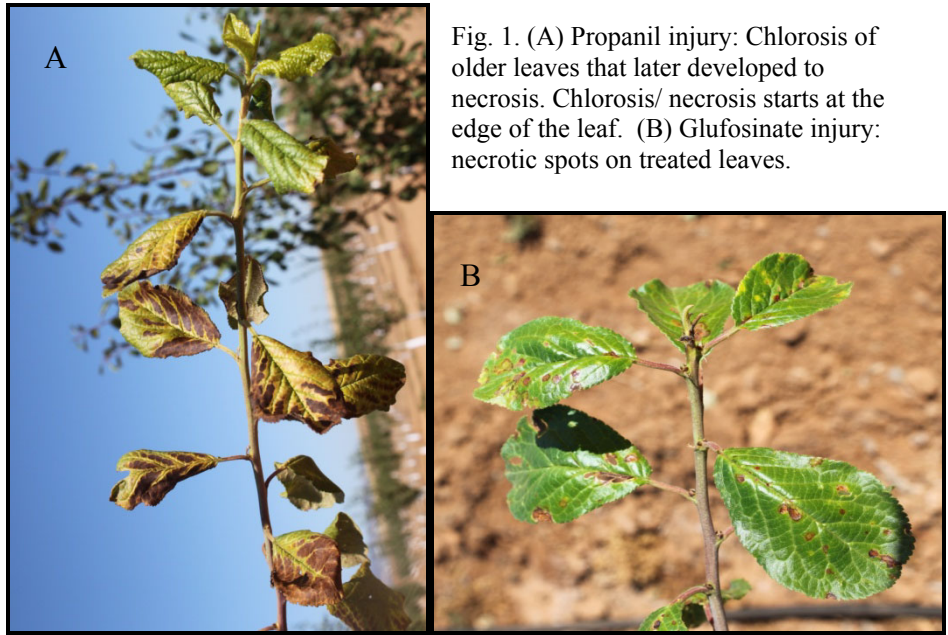 A
Fig. 1. (A) Propanil injury: Chlorosis of
older leaves that later developed to
necrosis. Chlorosis/ necrosis starts at the
edge of the leaf.  (B) Glufosinate injury:
necrotic spots on treated leaves.
B